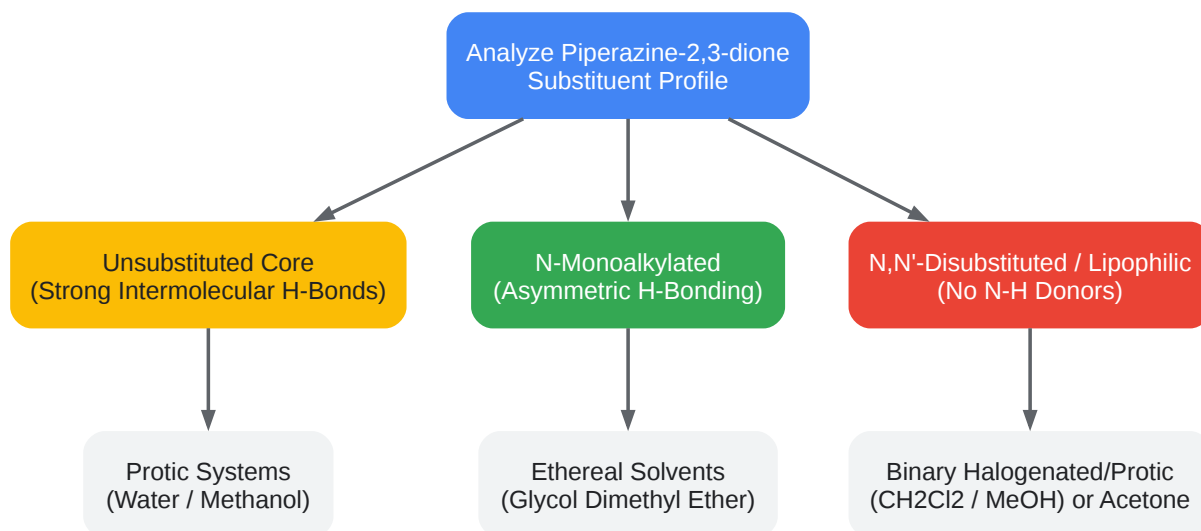 Analyze Piperazine-2,3-dione
Substituent Profile
Unsubstituted Core
(Strong Intermolecular H-Bonds)
N-Monoalkylated
(Asymmetric H-Bonding)
N,N'-Disubstituted / Lipophilic
(No N-H Donors)
Protic Systems
(Water / Methanol)
Ethereal Solvents
(Glycol Dimethyl Ether)
Binary Halogenated/Protic
(CH2Cl2 / MeOH) or Acetone